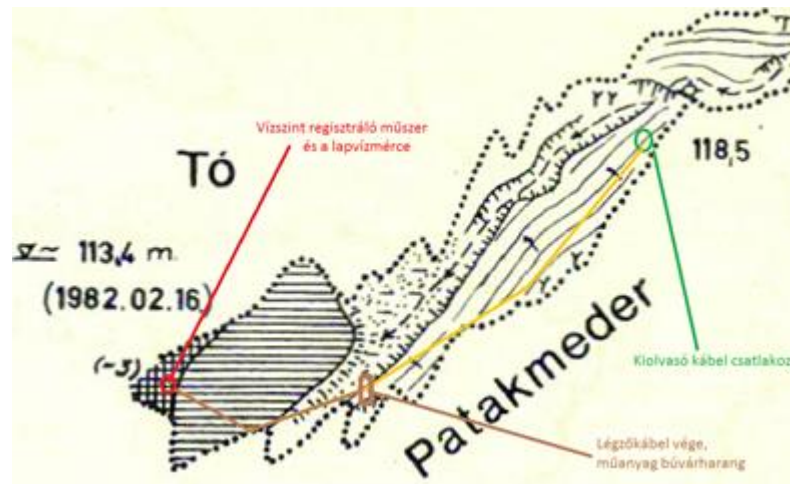 Vízszint regisztráló műszer
és a lapvízmérce
Tó
118,5
113,4 m.
(1982.02.16)
(-3)
Patakmeder
Kiolvasó kábel csatlakoz
Légzőkábel vége,
műanyag búvárharang